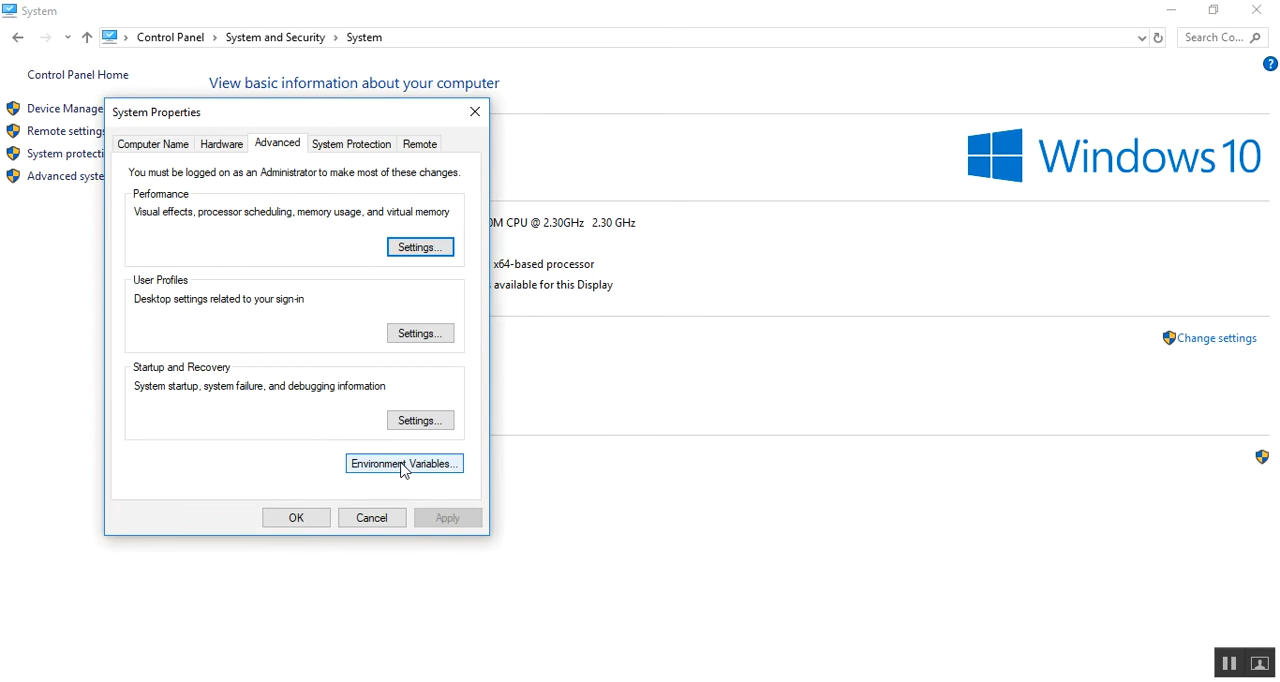 System
Control Panel > System and Security > System
Search Co...
Control Panel Home
View basic information about your computer
Device Manage
Remote settings
System protecti
Advanced syste
System Properties
Computer Name Hardware Advanced System Protection Remote
You must be logged on as an Administrator to make most of these changes.
Performance
Visual effects, processor scheduling, memory usage, and virtual memory
Settings...
User Profiles
Desktop settings related to your sign-in
Settings...
Startup and Recovery
System startup, system failure, and debugging information
Settings...
Environment Variables...
OK Cancel Apply
Windows 10
M CPU @ 2.30GHz 2.30 GHz
x64-based processor
available for this Display
Change settings